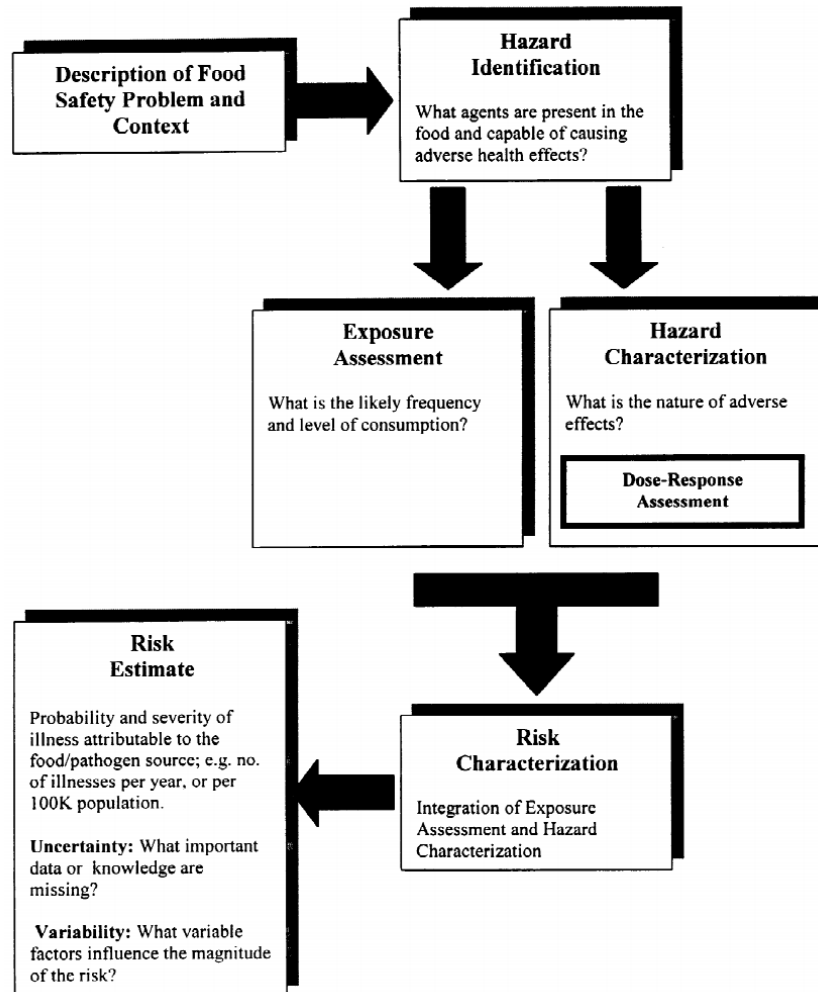 Description of Food
Safety Problem and
Context
Hazard
Identification
What agents are present in the
food and capable of causing
adverse health effects?
Exposure
Assessment
What is the likely frequency
and level of consumption?
Hazard
Characterization
What is the nature of adverse
effects?
Dose-Response
Assessment
Risk
Estimate
Probability and severity of
illness attributable to the
food/pathogen source; e.g. no.
of illnesses per year, or per
100K population.
Uncertainty: What important
data or knowledge are
missing?
Variability: What variable
factors influence the magnitude
of the risk?
Risk
Characterization
Integration of Exposure
Assessment and Hazard
Characterization